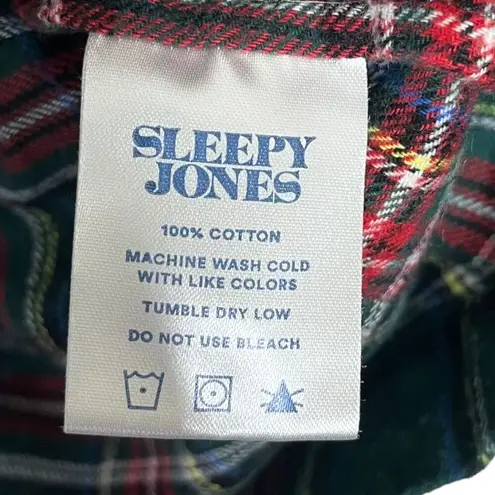 SLEEPY
JONES
100% COTTON
MACHINE WASH COLD
WITH LIKE COLORS
TUMBLE DRY LOW
DO NOT USE BLEACH